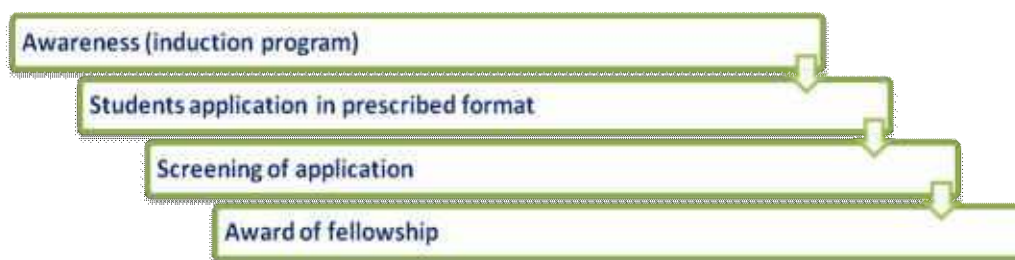 Awareness (induction program)
Students application in prescribed format
Screening of application
Award of fellowship